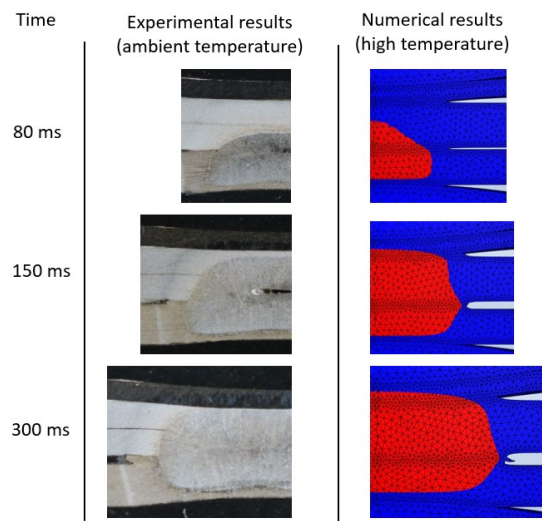 Time
Experimental results
(ambient temperature)
Numerical results
(high temperature)
80 ms
150 ms
300 ms